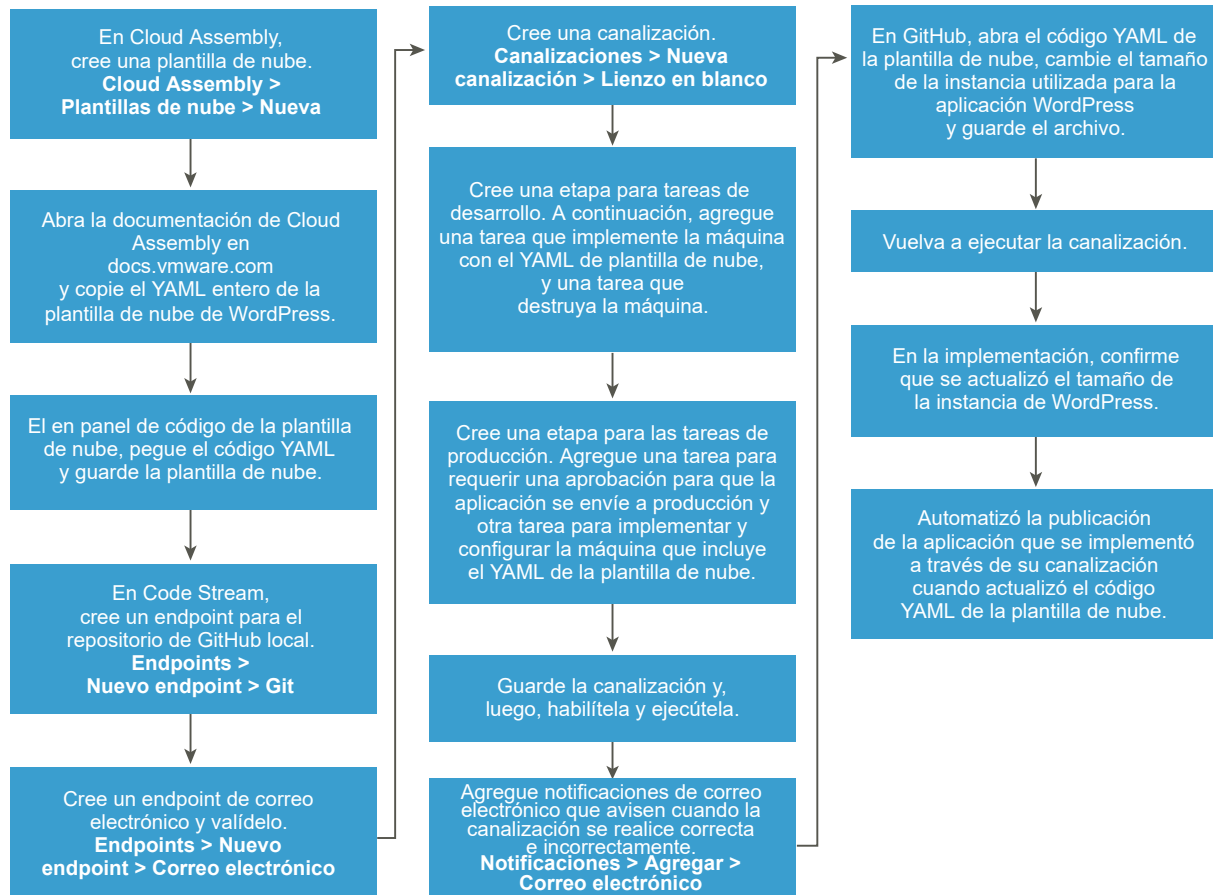 En Cloud Assembly,
cree una plantilla de nube.
Cloud Assembly >
Plantillas de nube > Nueva
Abra la documentación de Cloud
Assembly en
docs.vmware.com
y copie el YAML entero de la
plantilla de nube de WordPress.
El en panel de código de la plantilla
de nube, pegue el código YAML
y guarde la plantilla de nube.
En Code Stream,
cree un endpoint para el
repositorio de GitHub local.
Endpoints >
Nuevo endpoint > Git
Cree un endpoint de correo
electrónico y valídelo.
Endpoints > Nuevo
endpoint > Correo electrónico
Cree una canalización.
Canalizaciones > Nueva
canalización > Lienzo en blanco
Cree una etapa para tareas de
desarrollo. A continuación, agregue
una tarea que implemente la máquina
con el YAML de plantilla de nube,
y una tarea que
destruya la máquina.
Cree una etapa para las tareas de
producción. Agregue una tarea para
requerir una aprobación para que la
aplicación se envíe a producción y
otra tarea para implementar y
configurar la máquina que incluye
el YAML de la plantilla de nube.
Guarde la canalización y,
luego, habilítela y ejecútela.
Agregue notificaciones de correo
electrónico que avisen cuando la
canalización se realice correcta
e incorrectamente.
Notificaciones > Agregar >
Correo electrónico
En GitHub, abra el código YAML de
la plantilla de nube, cambie el tamaño
de la instancia utilizada para la
aplicación WordPress
y guarde el archivo.
Vuelva a ejecutar la canalización.
En la implementación, confirme
que se actualizó el tamaño de
la instancia de WordPress.
Automatizó la publicación
de la aplicación que se implementó
a través de su canalización
cuando actualizó el código
YAML de la plantilla de nube.